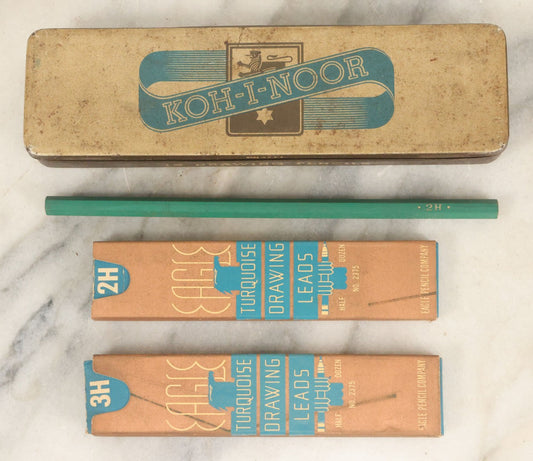 KOH-I-NOOR
• 2H •
2H
EAGLE
TURQUOISE
DRAWING
LEADS
HALF DOZEN
NO. 2375
EAGLE PENCIL COMPANY
3H
EAGLE
TURQUOISE
DRAWING
LEADS
HALF DOZEN
NO. 2375
EAGLE PENCIL COMPANY